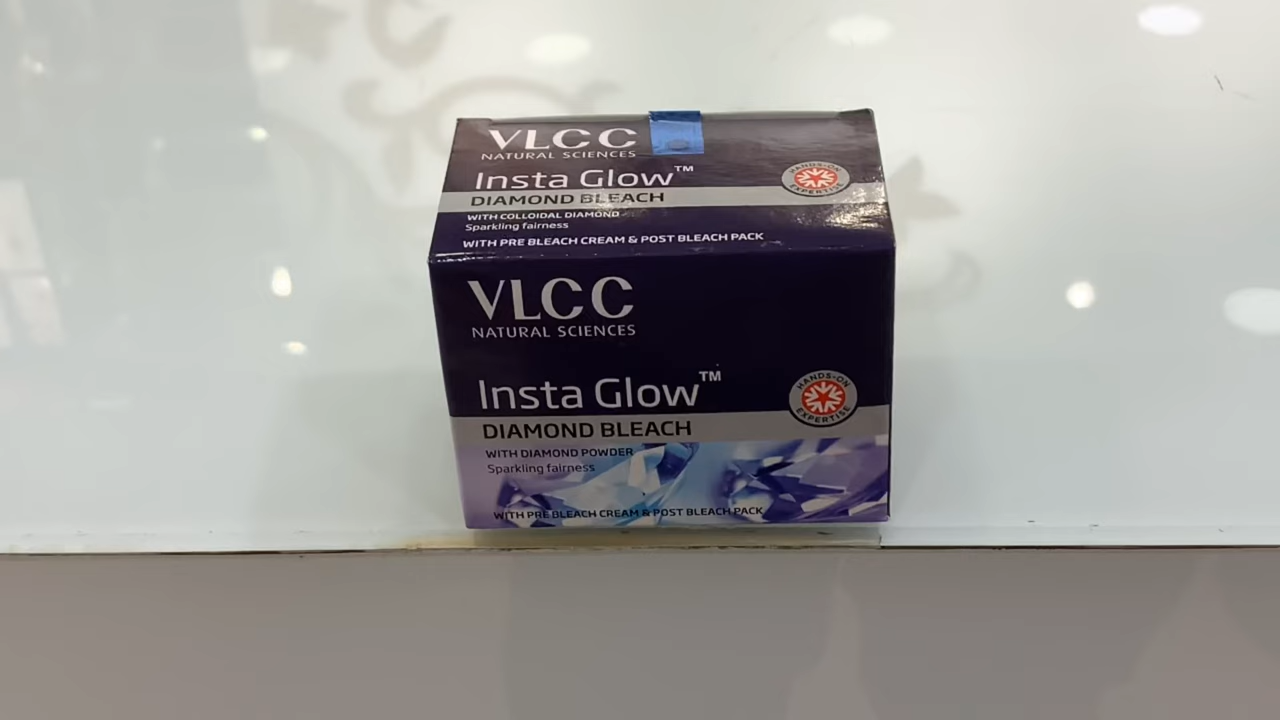 VLCC
NATURAL SCIENCES
Insta Glow™
DIAMOND BLEACH
WITH COLLOIDAL DIAMOND
Sparkling fairness
WITH PRE BLEACH CREAM & POST BLEACH PACK
HANDS-ON
EXPERTISE
VLCC
NATURAL SCIENCES
Insta Glow™
DIAMOND BLEACH
WITH DIAMOND POWDER
Sparkling fairness
WITH PRE BLEACH CREAM & POST BLEACH PACK
HANDS-ON
EXPERTISE